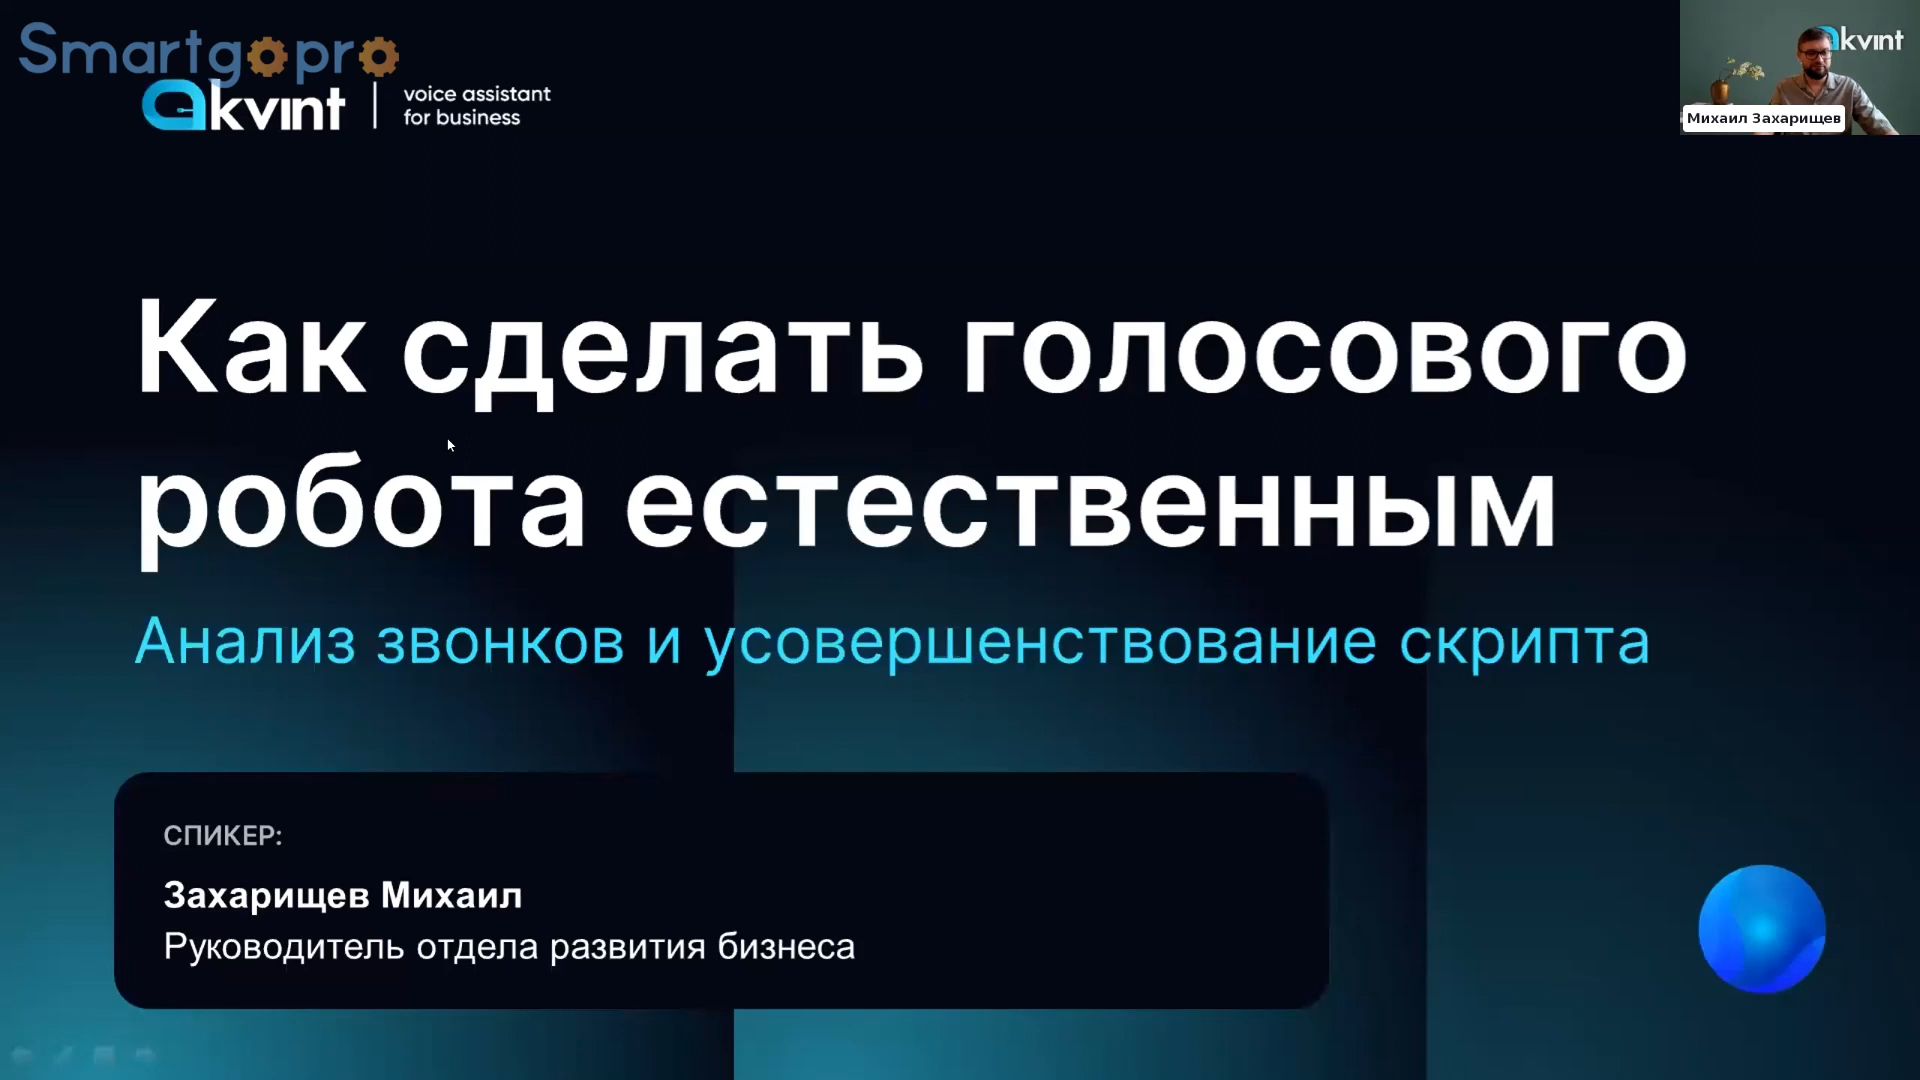 Smartgopro
akvint
voice assistant
for business
kvint
Михаил Захарищев
Как сделать голосового
робота естественным
Анализ звонков и усовершенствование скрипта
СПИКЕР:
Захарищев Михаил
Руководитель отдела развития бизнеса